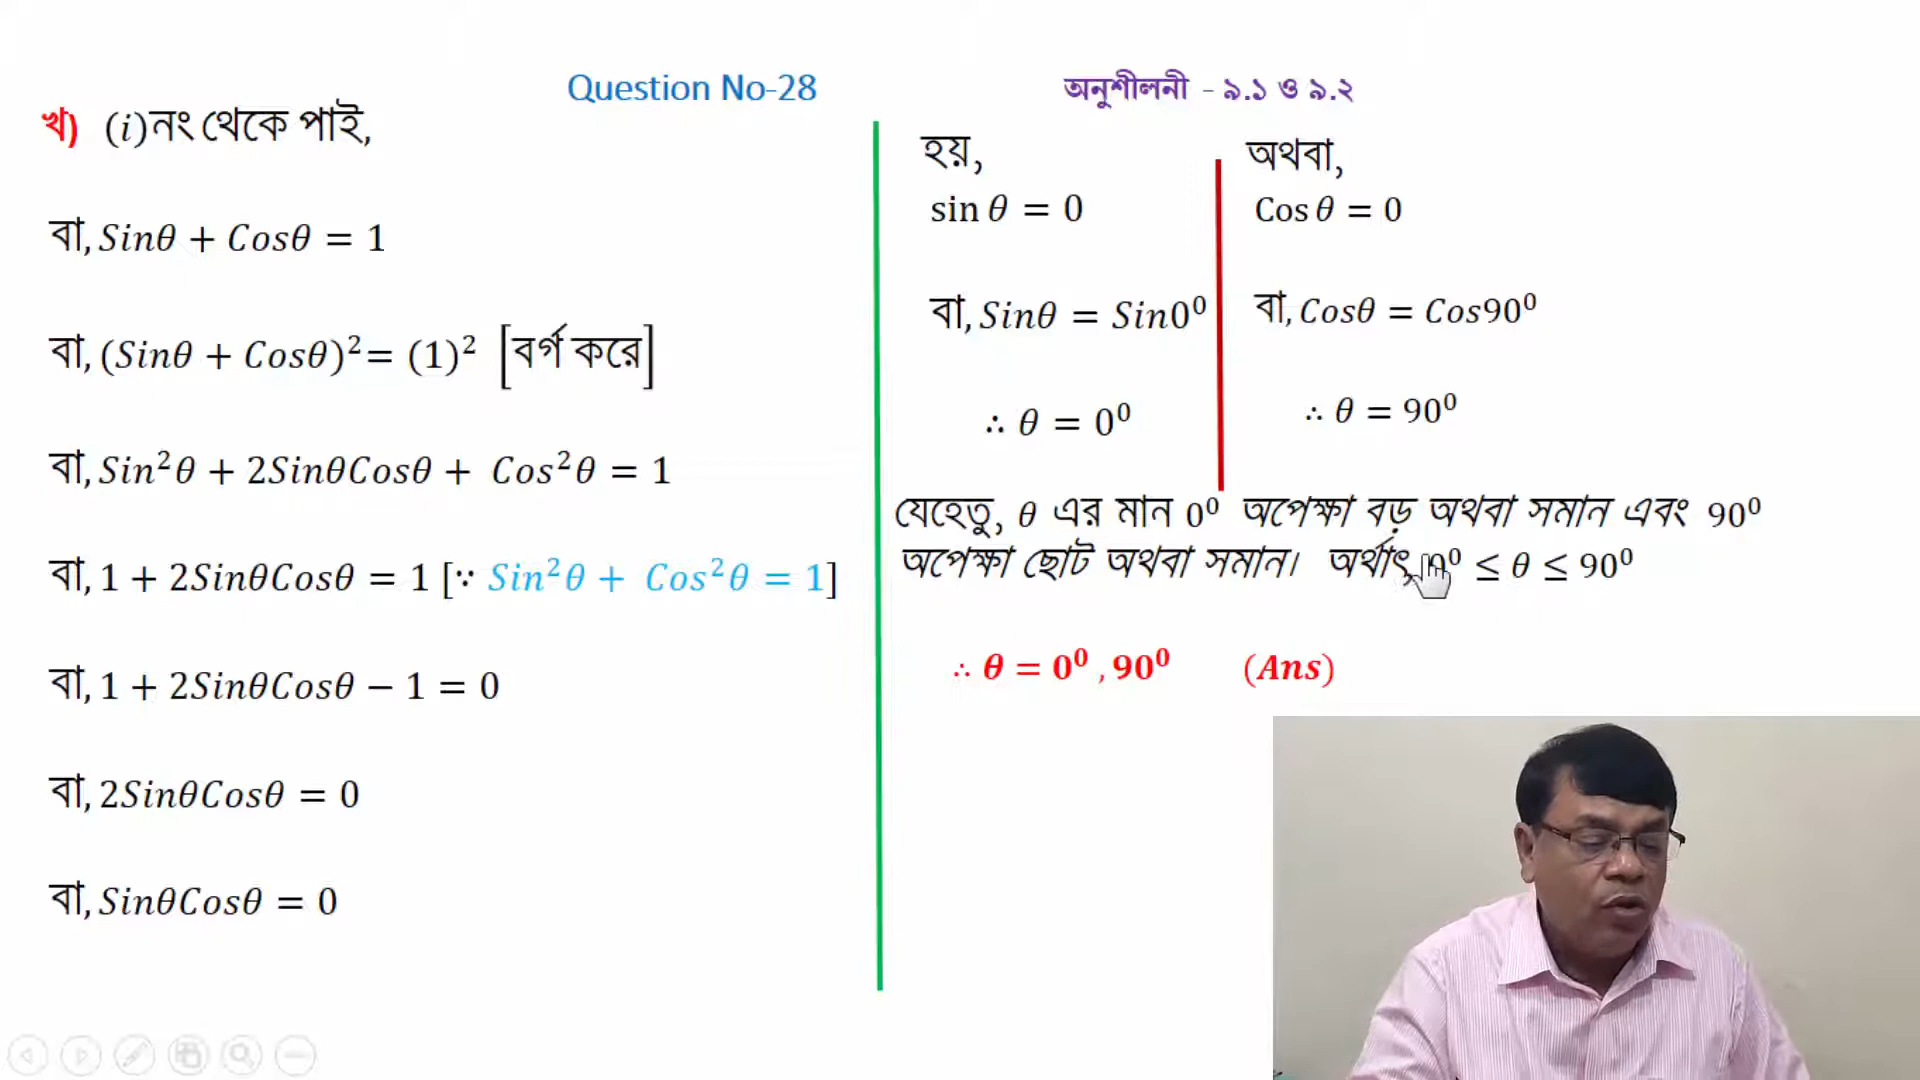 Question No-28
অনুশীলনী - ৯.১ ও ৯.২
খ) (i)নং থেকে পাই,
বা, Sinθ + Cosθ = 1
বা, (Sinθ + Cosθ)²= (1)² [বর্গ করে]
বা, Sin²θ + 2SinθCosθ + Cos²θ = 1
বা, 1 + 2SinθCosθ = 1 [∵ Sin²θ + Cos²θ = 1]
বা, 1 + 2SinθCosθ − 1 = 0
বা, 2SinθCosθ = 0
বা, SinθCosθ = 0
হয়,
sin θ = 0
বা, Sinθ = Sin0⁰
∴ θ = 0⁰
অথবা,
Cos θ = 0
বা, Cosθ = Cos90⁰
∴ θ = 90⁰
যেহেতু, θ এর মান 0⁰ অপেক্ষা বড় অথবা সমান এবং 90⁰
অপেক্ষা ছোট অথবা সমান। অর্থাৎ, 0⁰ ≤ θ ≤ 90⁰
∴ θ = 0⁰ , 90⁰ (Ans)